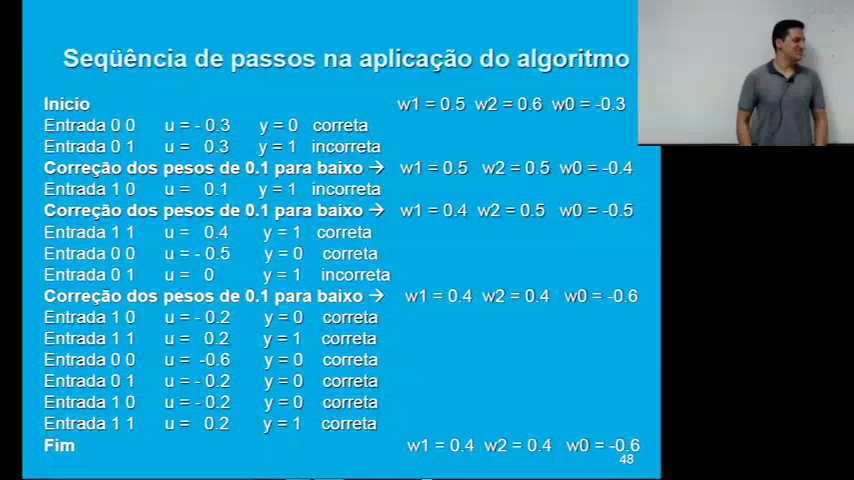 Seqüência de passos na aplicação do algoritmo
Inicio w1 = 0.5 w2 = 0.6 w0 = -0.3
Entrada 0 0 u = - 0.3 y = 0 correta
Entrada 0 1 u = 0.3 y = 1 incorreta
Correção dos pesos de 0.1 para baixo → w1 = 0.5 w2 = 0.5 w0 = -0.4
Entrada 1 0 u = 0.1 y = 1 incorreta
Correção dos pesos de 0.1 para baixo → w1 = 0.4 w2 = 0.5 w0 = -0.5
Entrada 1 1 u = 0.4 y = 1 correta
Entrada 0 0 u = - 0.5 y = 0 correta
Entrada 0 1 u = 0 y = 1 incorreta
Correção dos pesos de 0.1 para baixo → w1 = 0.4 w2 = 0.4 w0 = -0.6
Entrada 1 0 u = - 0.2 y = 0 correta
Entrada 1 1 u = 0.2 y = 1 correta
Entrada 0 0 u = -0.6 y = 0 correta
Entrada 0 1 u = - 0.2 y = 0 correta
Entrada 1 0 u = - 0.2 y = 0 correta
Entrada 1 1 u = 0.2 y = 1 correta
Fim w1 = 0.4 w2 = 0.4 w0 = -0.6
48